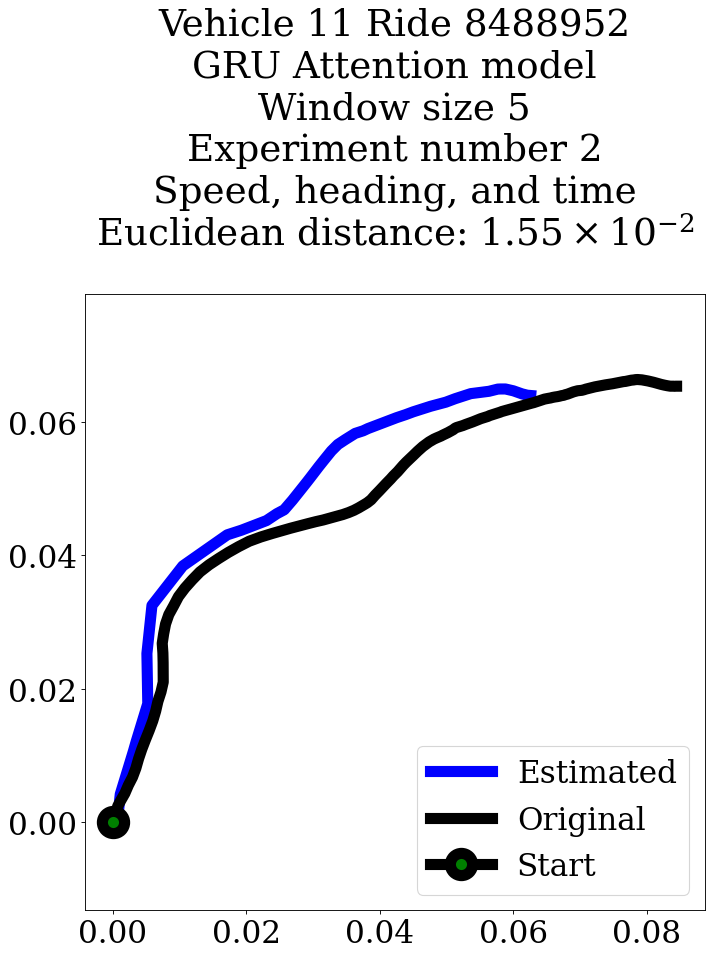 Vehicle 11 Ride 8488952
GRU Attention model
Window size 5
Experiment number 2
Speed, heading, and time
Euclidean distance: 1.55 × 10⁻²
0.06
0.04
0.02
0.00
Estimated
Original
Start
0.00 0.02 0.04 0.06 0.08